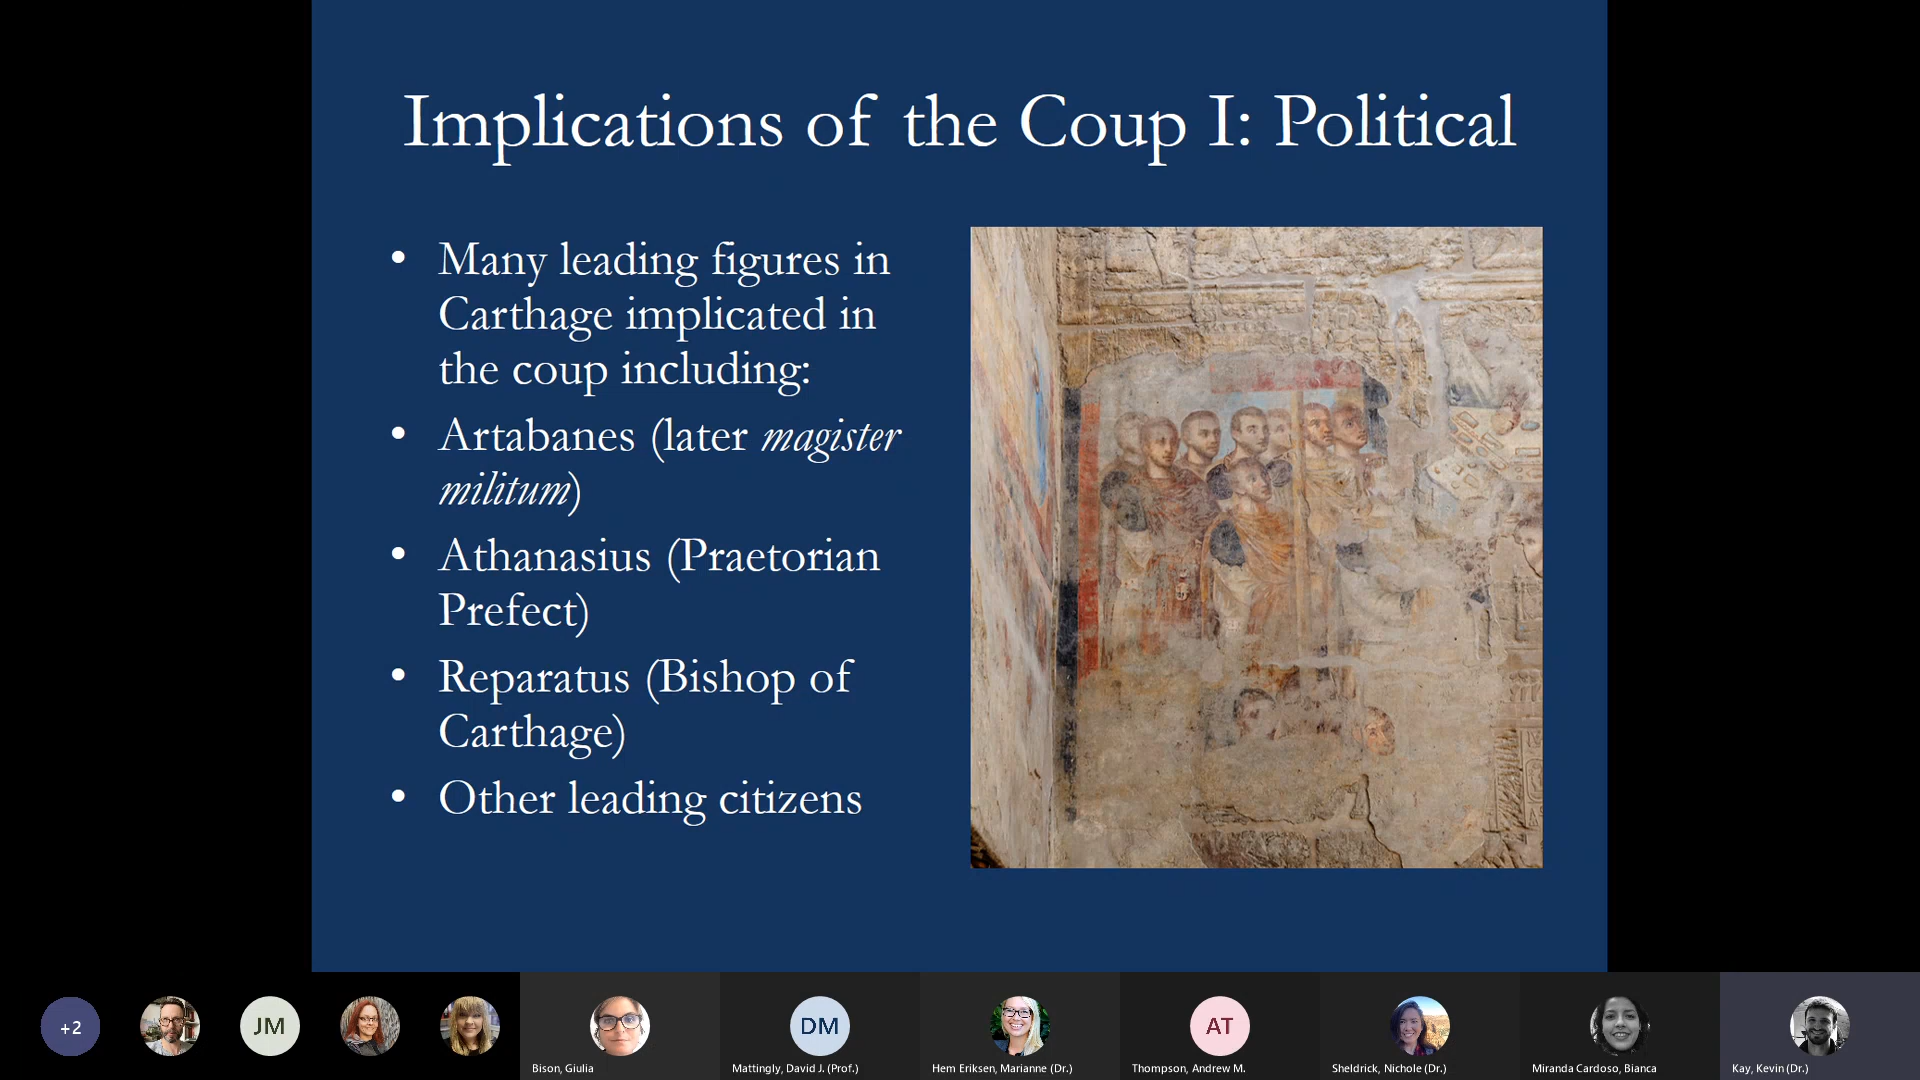 Implications of the Coup I: Political
• Many leading figures in
Carthage implicated in
the coup including:
• Artabanes (later magister
militum)
• Athanasius (Praetorian
Prefect)
• Reparatus (Bishop of
Carthage)
• Other leading citizens
+2
JM
DM
AT
Bison, Giulia
Mattingly, David J. (Prof.)
Hem Eriksen, Marianne (Dr.)
Thompson, Andrew M.
Sheldrick, Nichole (Dr.)
Miranda Cardoso, Bianca
Kay, Kevin (Dr.)